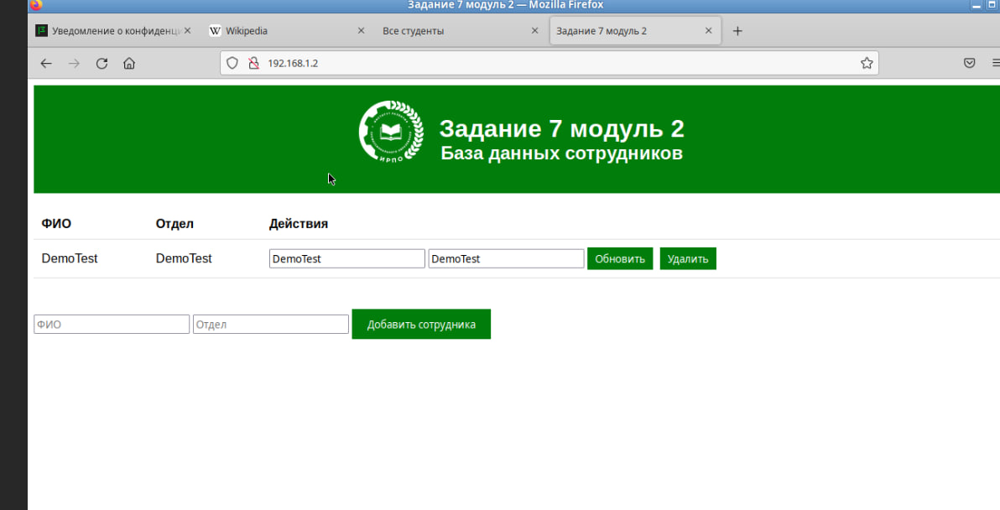 Задание 7 модуль 2 — Mozilla Firefox
Уведомление о конфиденци
W Wikipedia
Все студенты
Задание 7 модуль 2
192.168.1.2
Задание 7 модуль 2
База данных сотрудников
ИРПО
ФИО Отдел Действия
DemoTest DemoTest DemoTest DemoTest Обновить Удалить
ФИО Отдел Добавить сотрудника